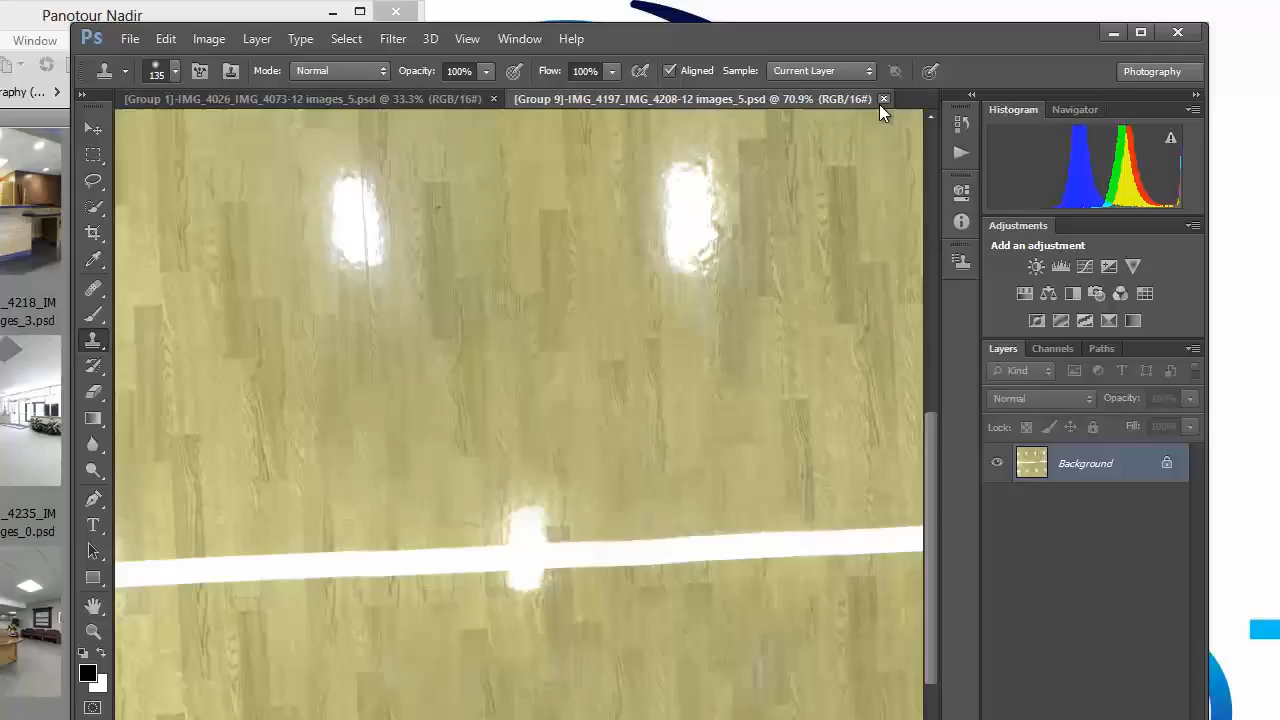 Panotour Nadir
Window
Ps File Edit Image Layer Type Select Filter 3D View Window Help
135 Mode: Normal Opacity: 100% Flow: 100% Aligned Sample: Current Layer Photography
raphy (...
[Group 1]-IMG_4026_IMG_4073-12 images_5.psd @ 33.3% (RGB/16#) [Group 9]-IMG_4197_IMG_4208-12 images_5.psd @ 70.9% (RGB/16#)
Histogram Navigator
Adjustments
Add an adjustment
_4218_IM
ges_3.psd
Layers Channels Paths
Kind
Normal Opacity: 100%
Lock: Fill: 100%
Background
_4235_IM
ges_0.psd